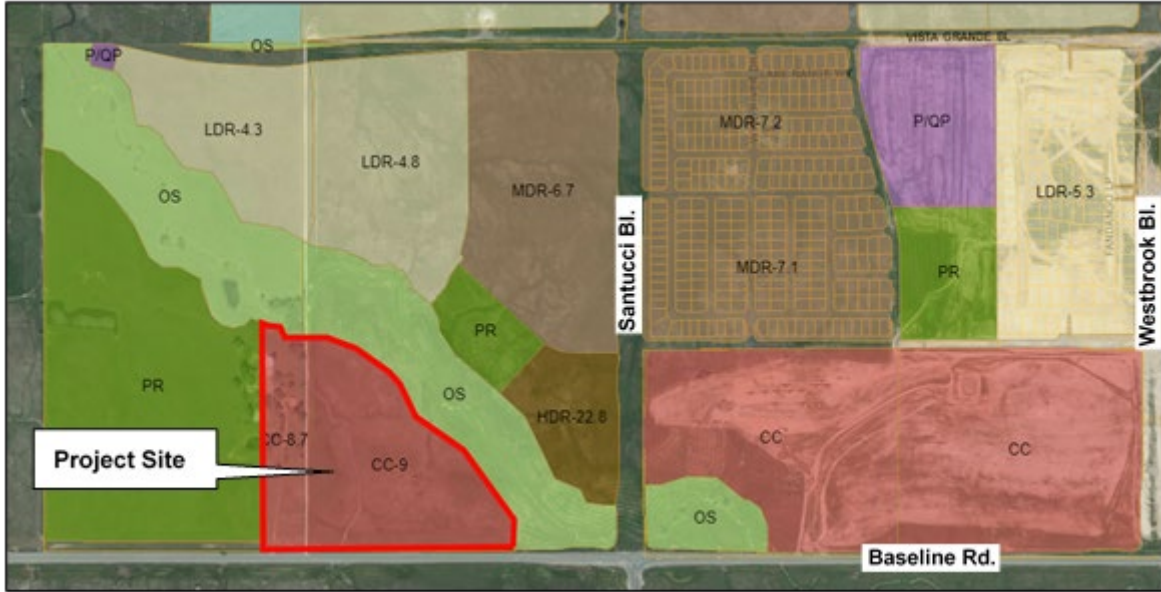 OS
VISTA GRANDE BL
P/QP
LDR-4.3
LDR-4.8
MDR-6.7
MDR-7.2
P/QP
LDR-5.3
OS
Santucci Bl.
MDR-7.1
PR
Westbrook Bl.
FANDANGO LP
PR
PR
OS
HDR-22.8
CC-8.7
CC-9
Project Site
CC
CC
OS
Baseline Rd.